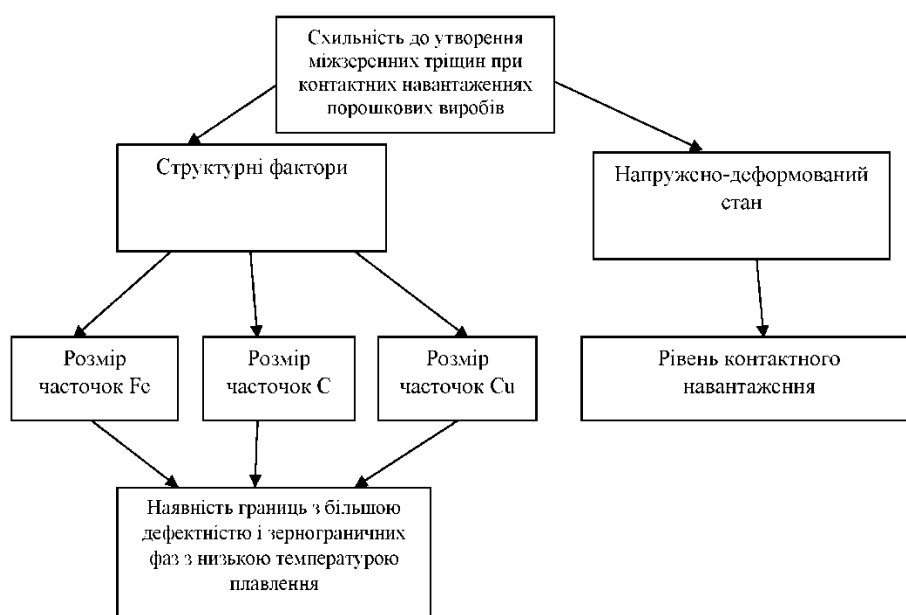 Схильність до утворення
міжзеренних тріщин при
контактних навантаженнях
порошкових виробів
Структурні фактори
Напружено-деформований
стан
Розмір
часточок Fe
Розмір
часточок C
Розмір
часточок Cu
Рівень контактного
навантаження
Наявність границь з більшою
дефектністю і зернограничних
фаз з низькою температурою
плавлення